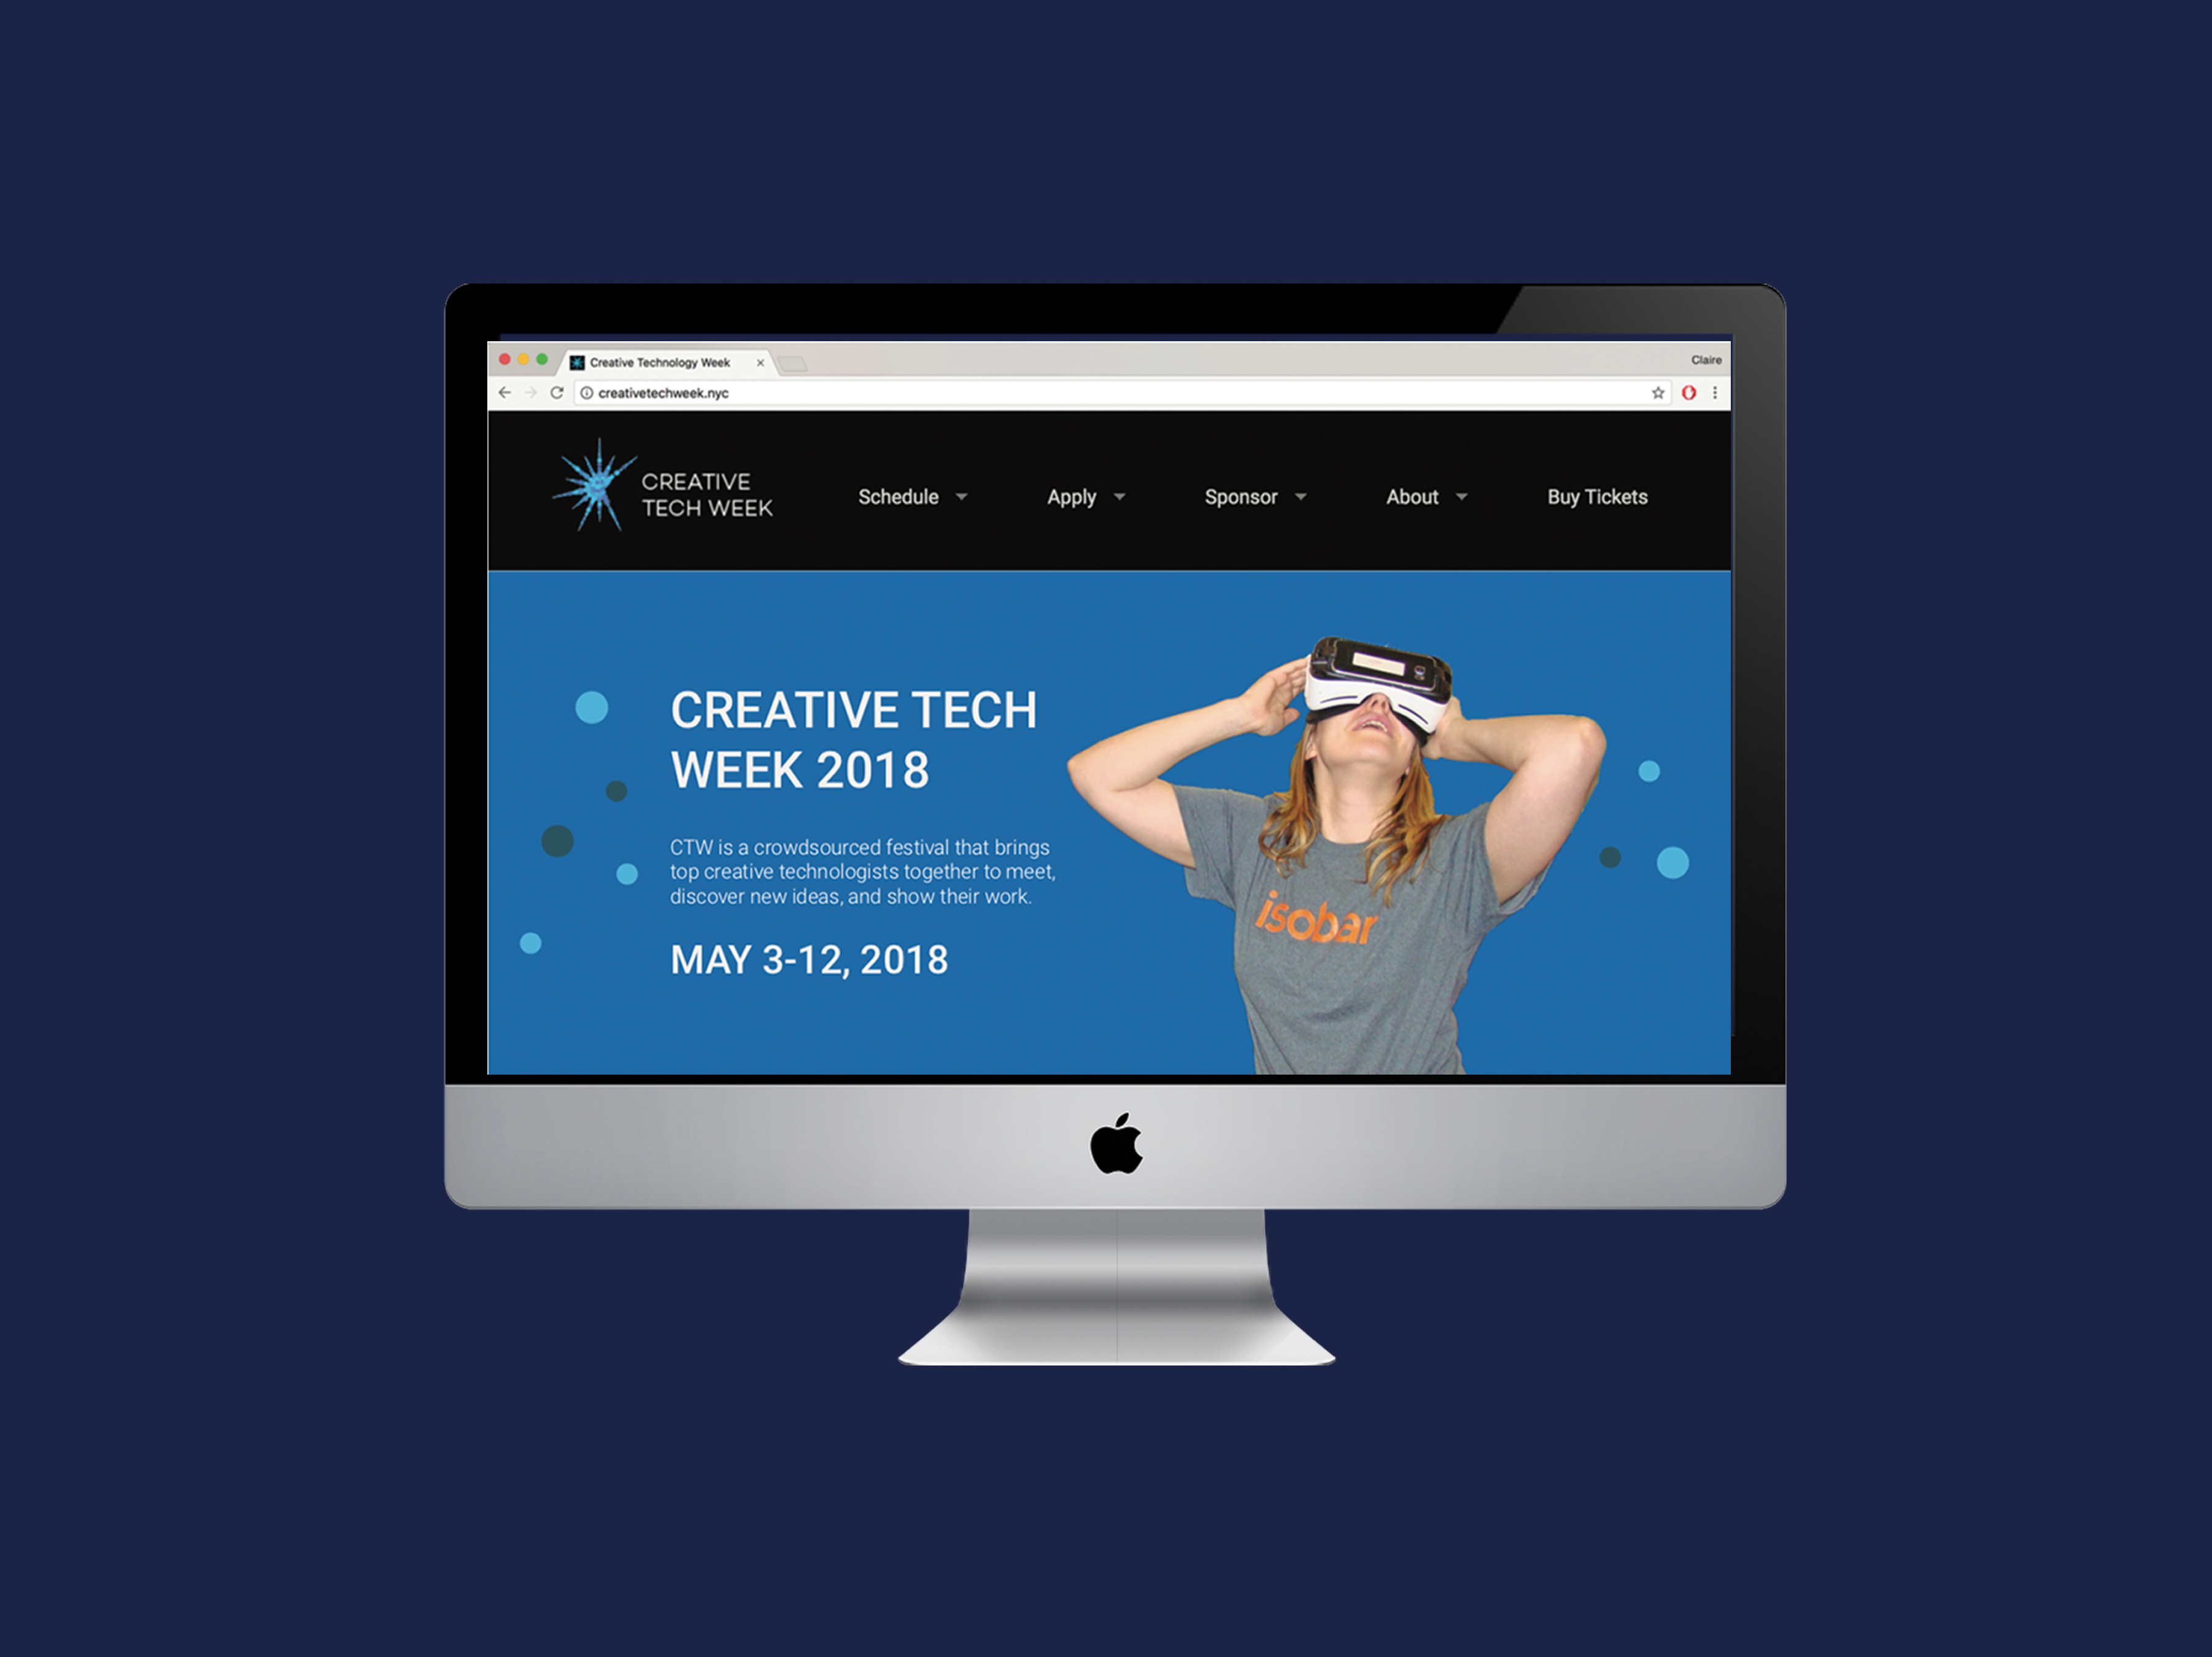 Creative Technology Week
Claire
creativetechweek.nyc
CREATIVE
TECH WEEK
Schedule
Apply
Sponsor
About
Buy Tickets
CREATIVE TECH
WEEK 2018
CTW is a crowdsourced festival that brings
top creative technologists together to meet,
discover new ideas, and show their work.
MAY 3-12, 2018
isobar